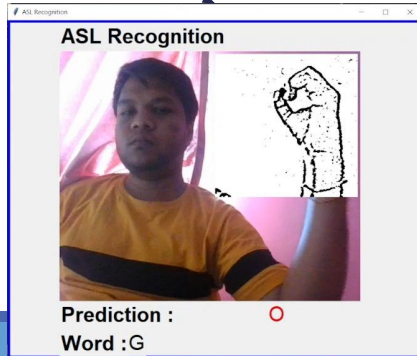 ASL Recognition
ASL Recognition
Prediction : O
Word : G